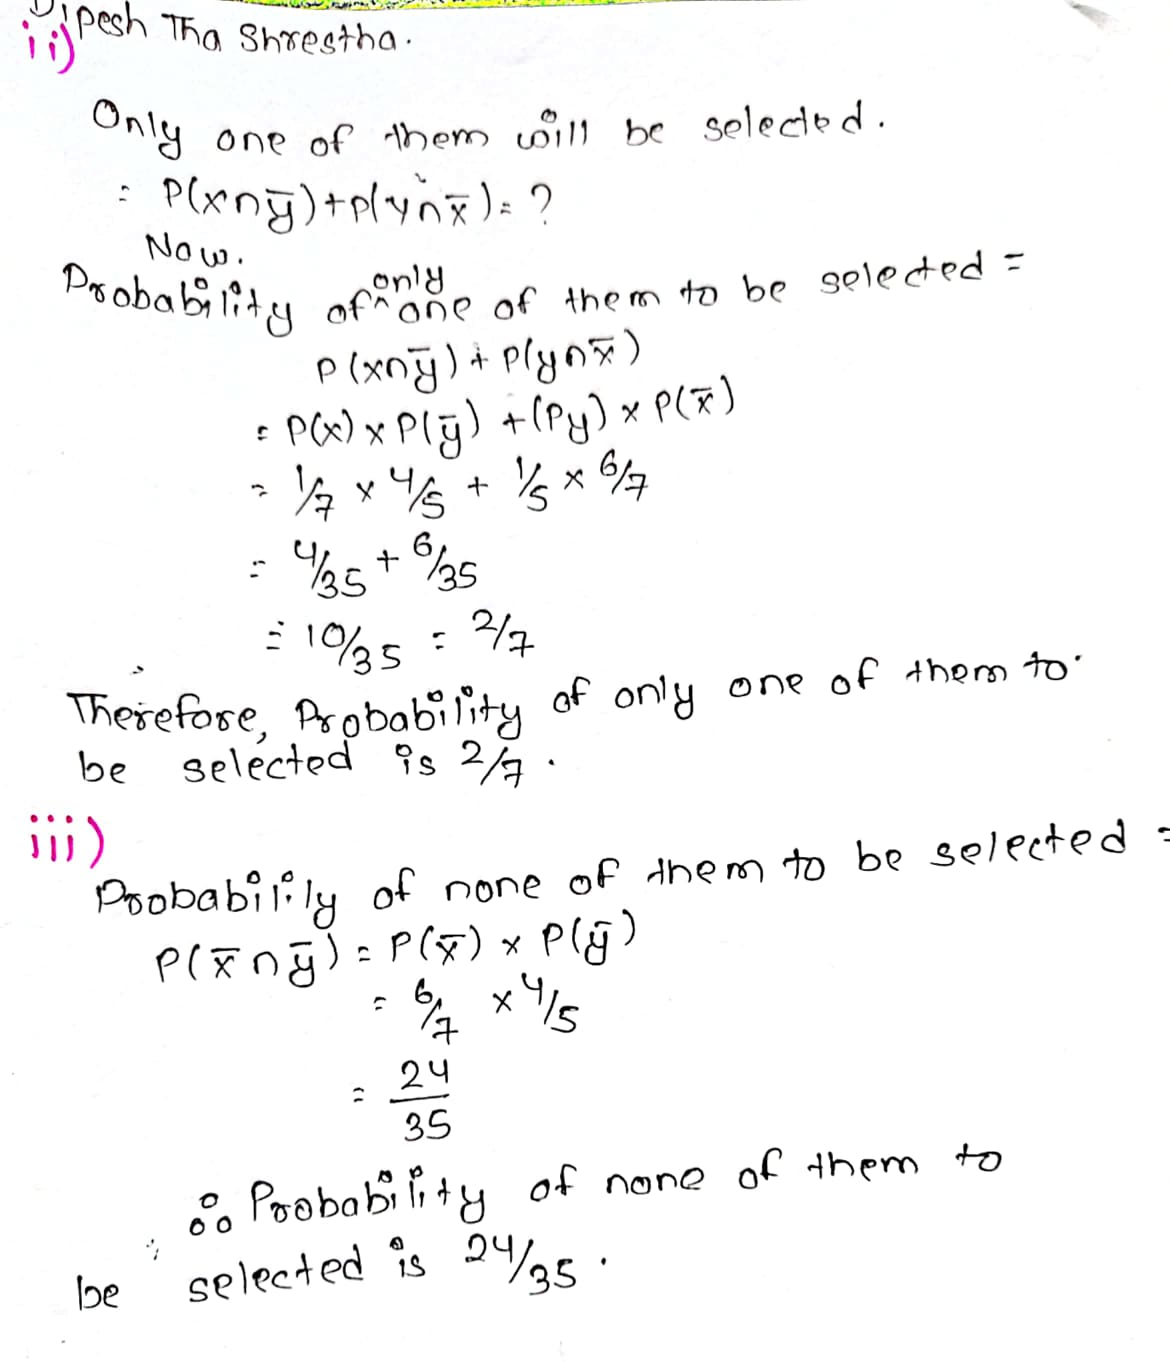 Dipesh Tha Shrestha.
ii)
Only one of them will be selected.
= P(x∩y̅)+P(y∩x̅)= ?
Now.
Probability of ^only one of them to be selected =
P(x∩y̅) + P(y∩x̅)
= P(x) x P(y̅) + (Py) x P(x̅)
= 1/7 x 4/5 + 1/5 x 6/7
= 4/35 + 6/35
= 10/35 = 2/7
Therefore, Probability of only one of them to
be selected is 2/7.
iii)
Probabilily of none of them to be selected =
P(x̅∩y̅) = P(x̅) x P(y̅)
= 6/7 x 4/5
= 24/35
∴ Probability of none of them to
be selected is 24/35.